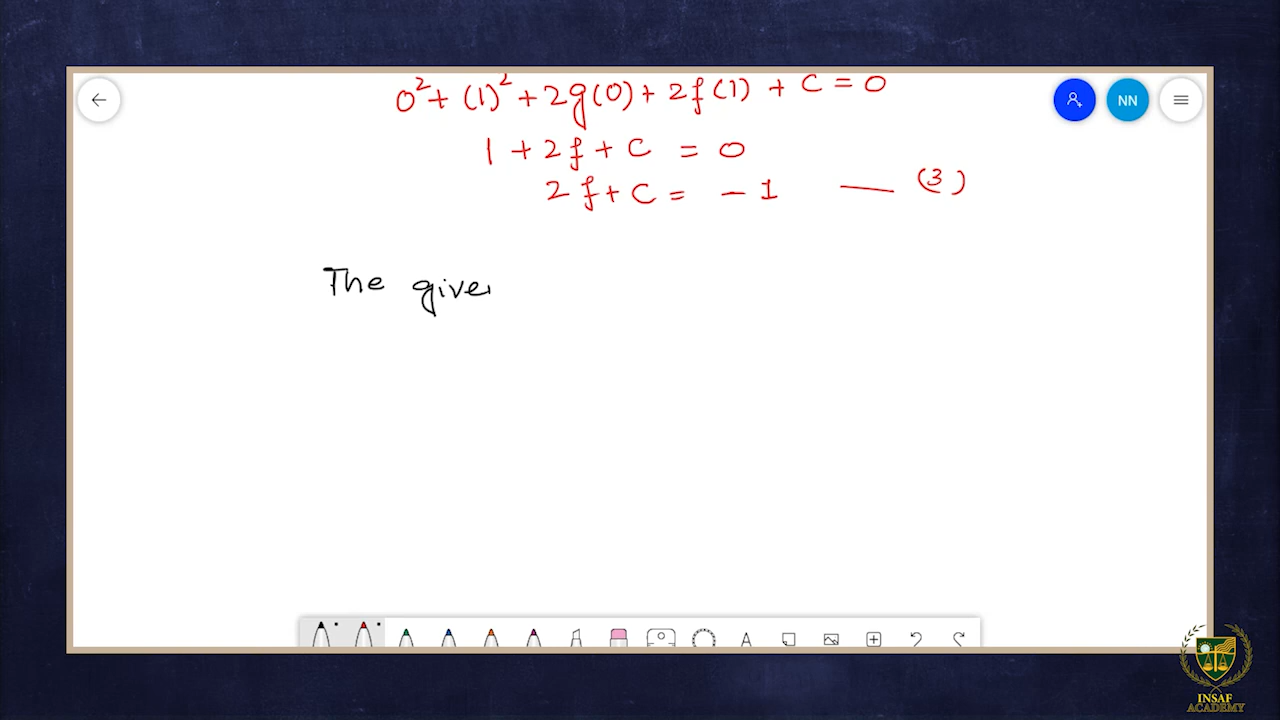 0² + (1)² + 2g(0) + 2f(1) + c = 0
NN
1 + 2f + c = 0
2f + c = -1 —— (3)
The give
A
INSAF
ACADEMY